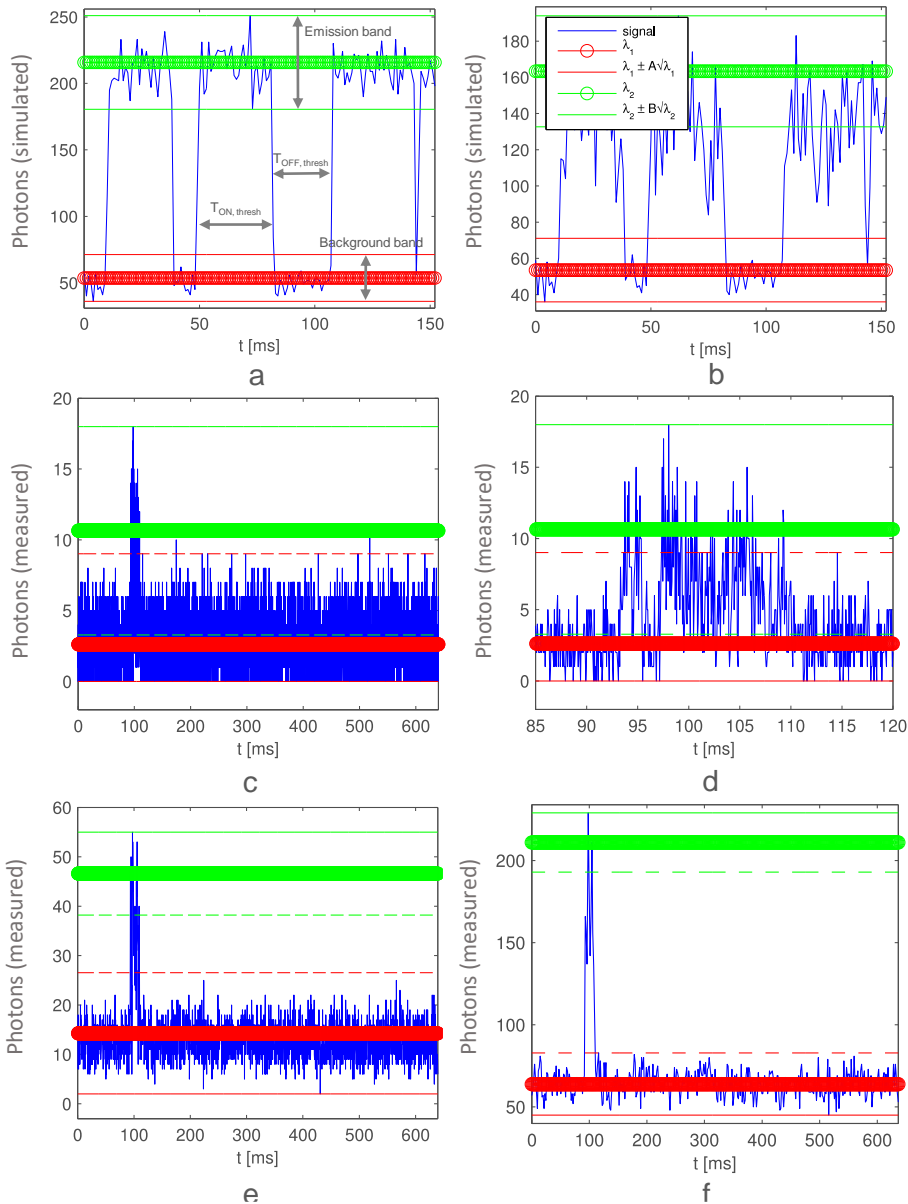 250
200
150
100
50
Photons (simulated)
Emission band
T_OFF, thresh
T_ON, thresh
Background band
0 50 100 150
t [ms]
a
180
160
140
120
100
80
60
40
Photons (simulated)
signal
λ₁
λ₁ ± A√λ₁
λ₂
λ₂ ± B√λ₂
0 50 100 150
t [ms]
b
20
15
10
5
0
Photons (measured)
0 100 200 300 400 500 600
t [ms]
c
20
15
10
5
0
Photons (measured)
85 90 95 100 105 110 115 120
t [ms]
d
60
50
40
30
20
10
0
Photons (measured)
0 100 200 300 400 500 600
t [ms]
e
200
150
100
50
Photons (measured)
0 100 200 300 400 500 600
t [ms]
f